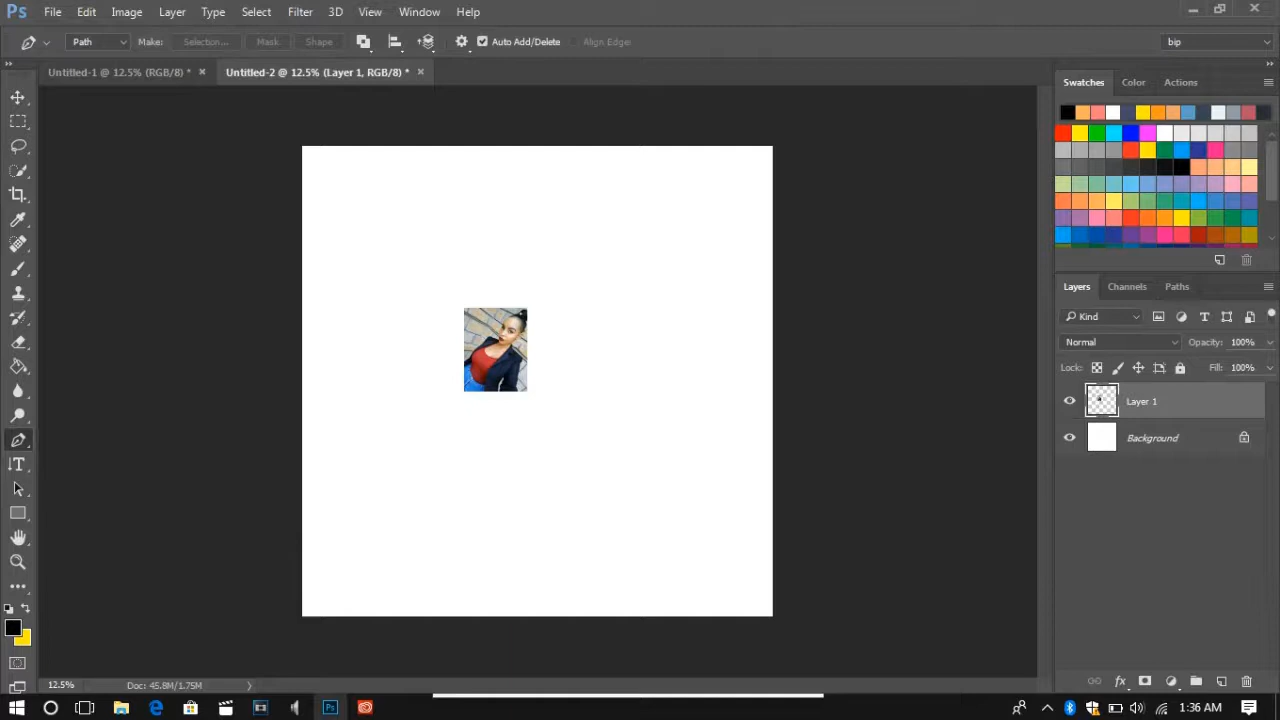 Ps File Edit Image Layer Type Select Filter 3D View Window Help
Path Make: Selection... Mask Shape Auto Add/Delete Align Edges bip
Untitled-1 @ 12.5% (RGB/8) * × Untitled-2 @ 12.5% (Layer 1, RGB/8) * ×
Swatches Color Actions
Layers Channels Paths
Kind
Normal Opacity: 100%
Lock: Fill: 100%
Layer 1
Background
fx
12.5% Doc: 45.8M/1.75M
Ps 1:36 AM